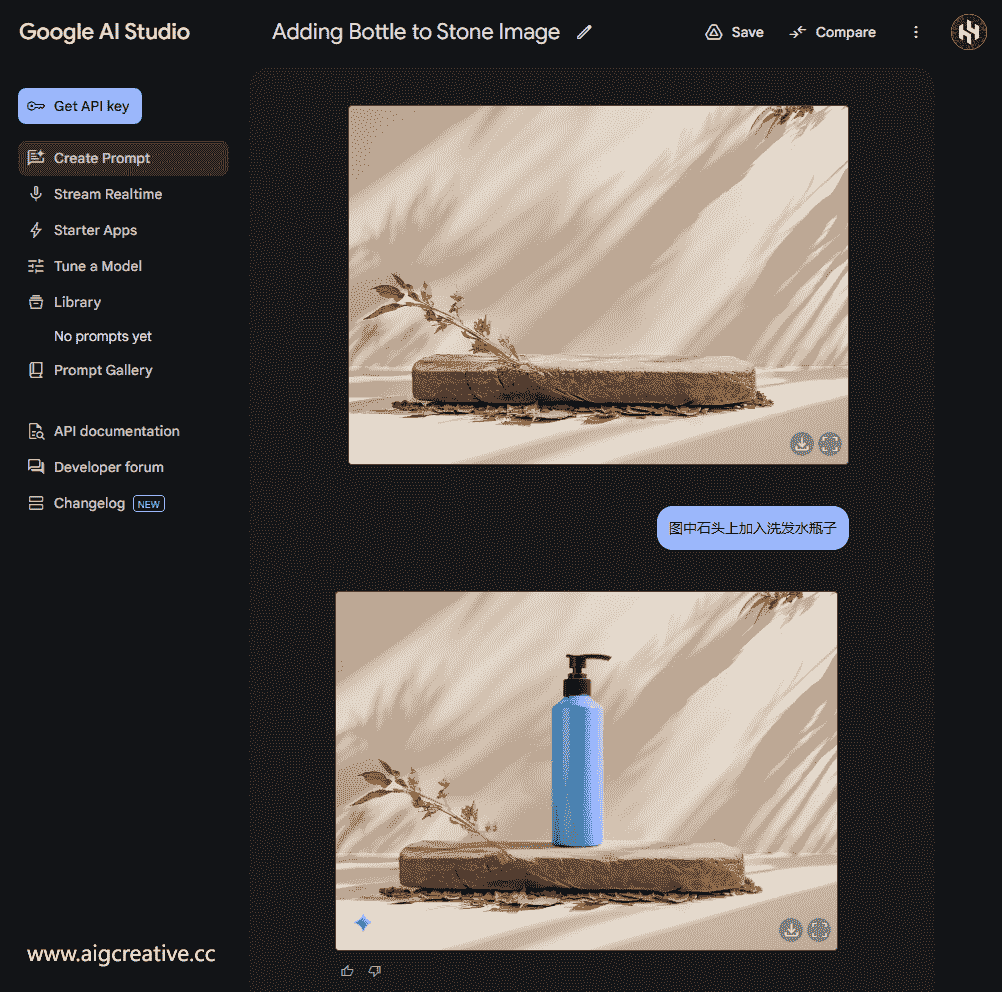 Google AI Studio
Adding Bottle to Stone Image
Save
Compare
Get API key
Create Prompt
Stream Realtime
Starter Apps
Tune a Model
Library
No prompts yet
Prompt Gallery
API documentation
Developer forum
Changelog NEW
图中石头上加入洗发水瓶子
www.aigcreative.cc